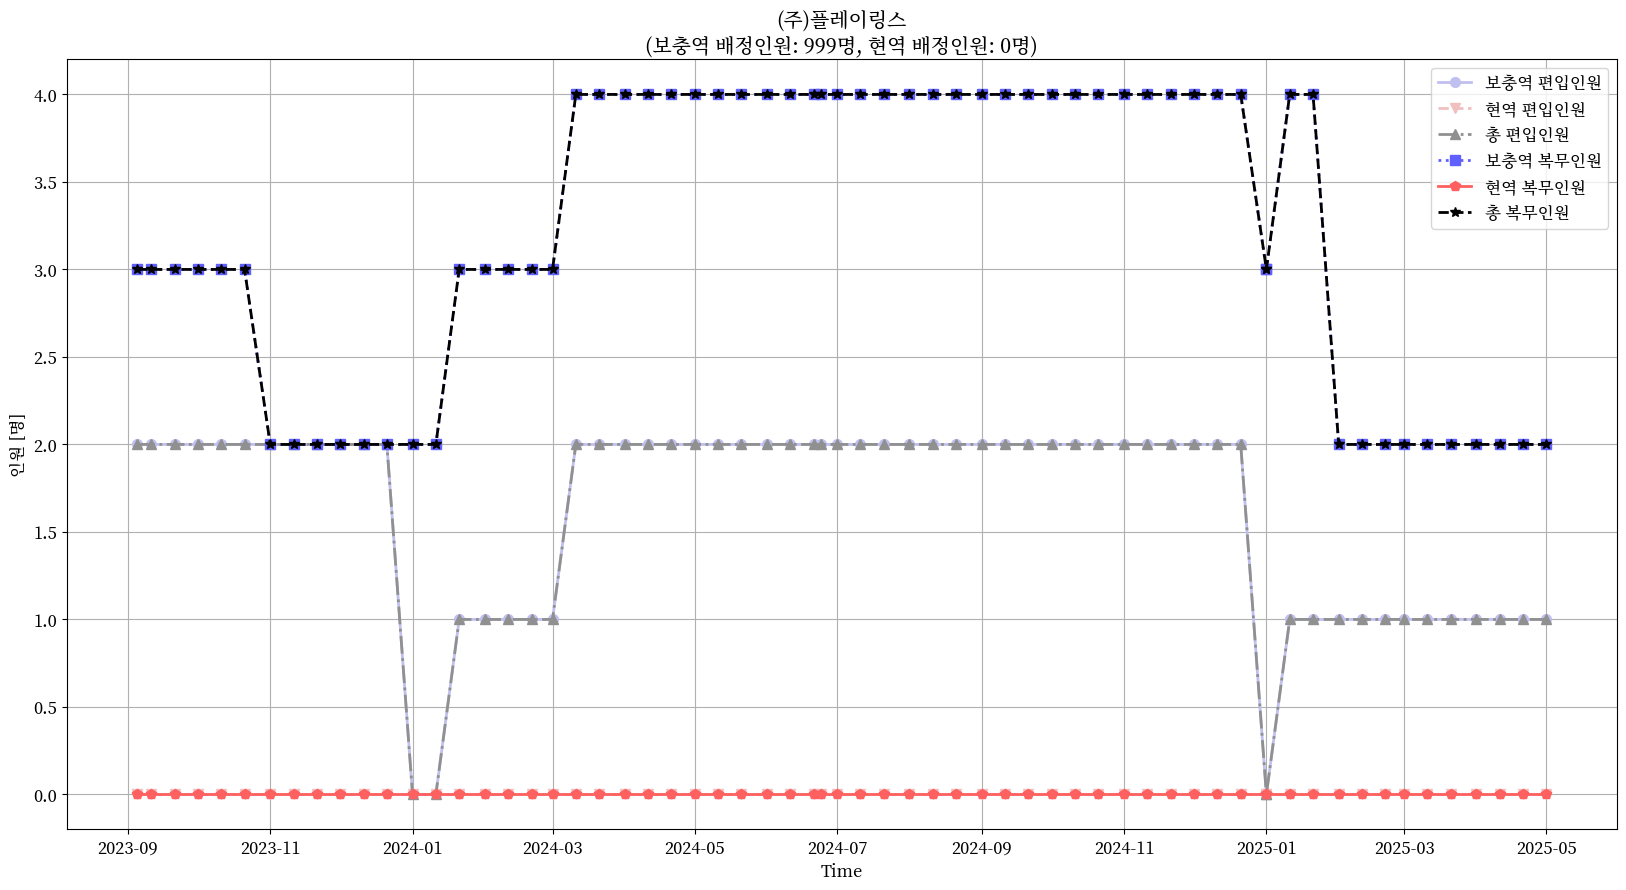 (주)플레이링스
(보충역 배정인원: 999명, 현역 배정인원: 0명)
보충역 편입인원
현역 편입인원
총 편입인원
보충역 복무인원
현역 복무인원
총 복무인원
인원 [명]
4.0
3.5
3.0
2.5
2.0
1.5
1.0
0.5
0.0
2023-09
2023-11
2024-01
2024-03
2024-05
2024-07
2024-09
2024-11
2025-01
2025-03
2025-05
Time